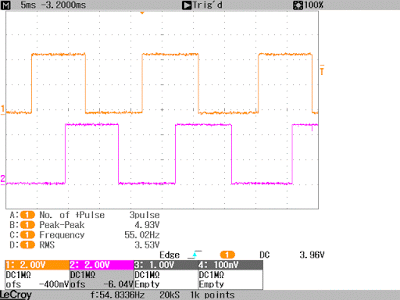 M 5ms -3.2000ms Trig'd 100%
T
1
2
A: 1 No. of +Pulse 3pulse
B: 1 Peak-Peak 4.93V
C: 1 Frequency 55.02Hz
D: 1 RMS 3.53V
Edge 1 DC 3.96V
1: 2.00V 2: 2.00V 3: 1.00V 4: 100mV
DC1MΩ DC1MΩ DC1MΩ DC1MΩ
ofs -400mV ofs -6.04V Empty Empty
LeCroy f:54.8336Hz 20kS 1k points